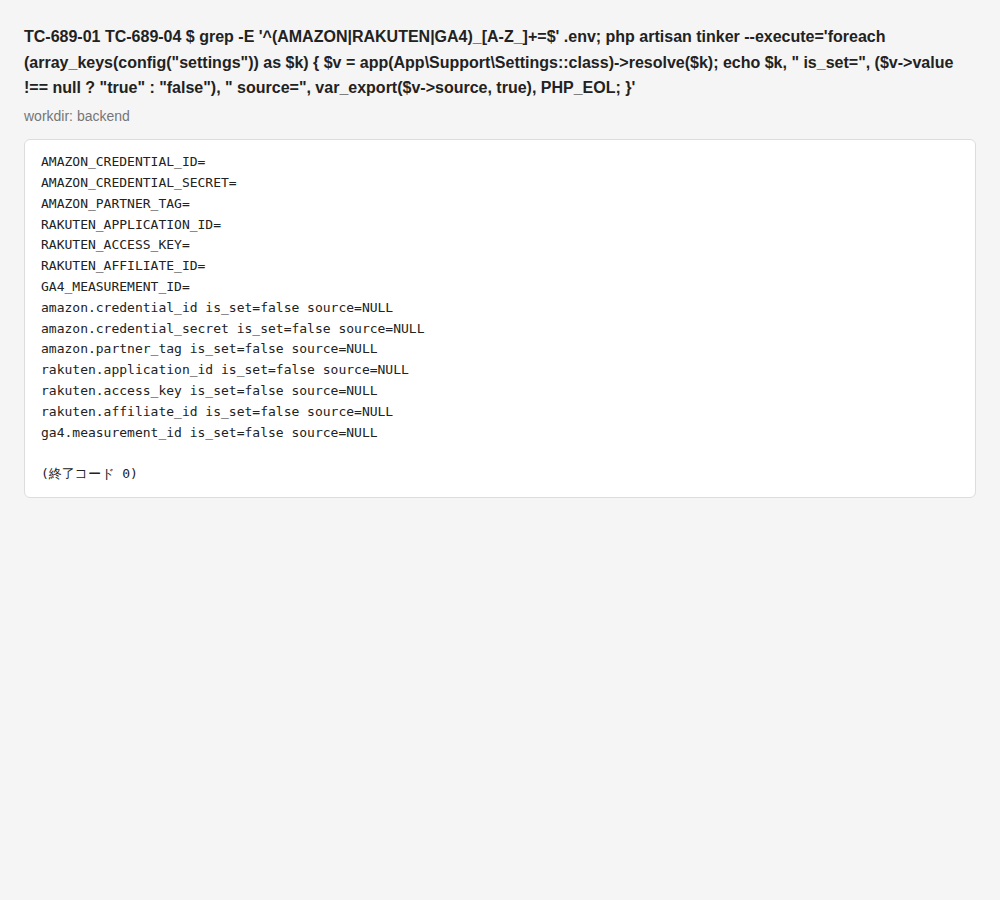 TC-689-01 TC-689-04 $ grep -E '^(AMAZON|RAKUTEN|GA4)_[A-Z_]+=$' .env; php artisan tinker --execute='foreach
(array_keys(config("settings")) as $k) { $v = app(App\Support\Settings::class)->resolve($k); echo $k, " is_set=", ($v->value
!== null ? "true" : "false"), " source=", var_export($v->source, true), PHP_EOL; }'
workdir: backend
AMAZON_CREDENTIAL_ID=
AMAZON_CREDENTIAL_SECRET=
AMAZON_PARTNER_TAG=
RAKUTEN_APPLICATION_ID=
RAKUTEN_ACCESS_KEY=
RAKUTEN_AFFILIATE_ID=
GA4_MEASUREMENT_ID=
amazon.credential_id is_set=false source=NULL
amazon.credential_secret is_set=false source=NULL
amazon.partner_tag is_set=false source=NULL
rakuten.application_id is_set=false source=NULL
rakuten.access_key is_set=false source=NULL
rakuten.affiliate_id is_set=false source=NULL
ga4.measurement_id is_set=false source=NULL
(終了コード 0)